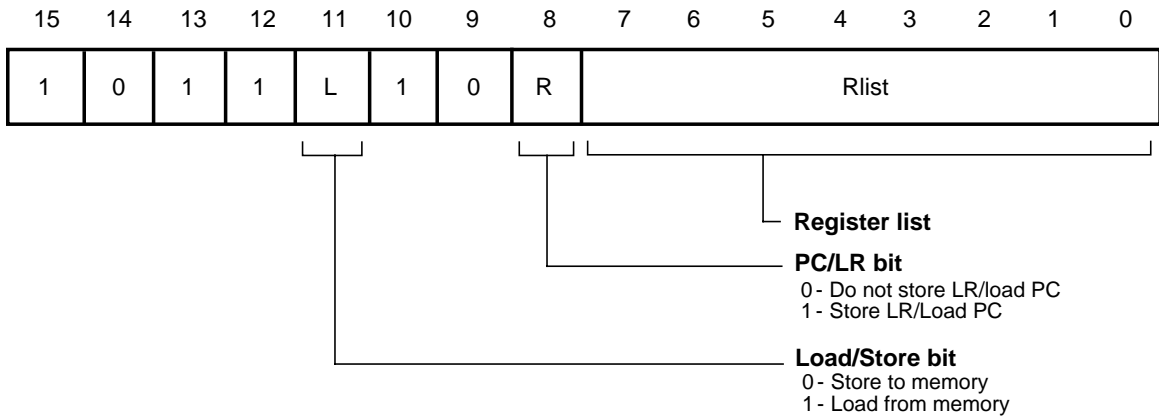 15 14 13 12 11 10 9 8 7 6 5 4 3 2 1 0
1 0 1 1 L 1 0 R Rlist
Register list
PC/LR bit
0 - Do not store LR/load PC
1 - Store LR/Load PC
Load/Store bit
0 - Store to memory
1 - Load from memory